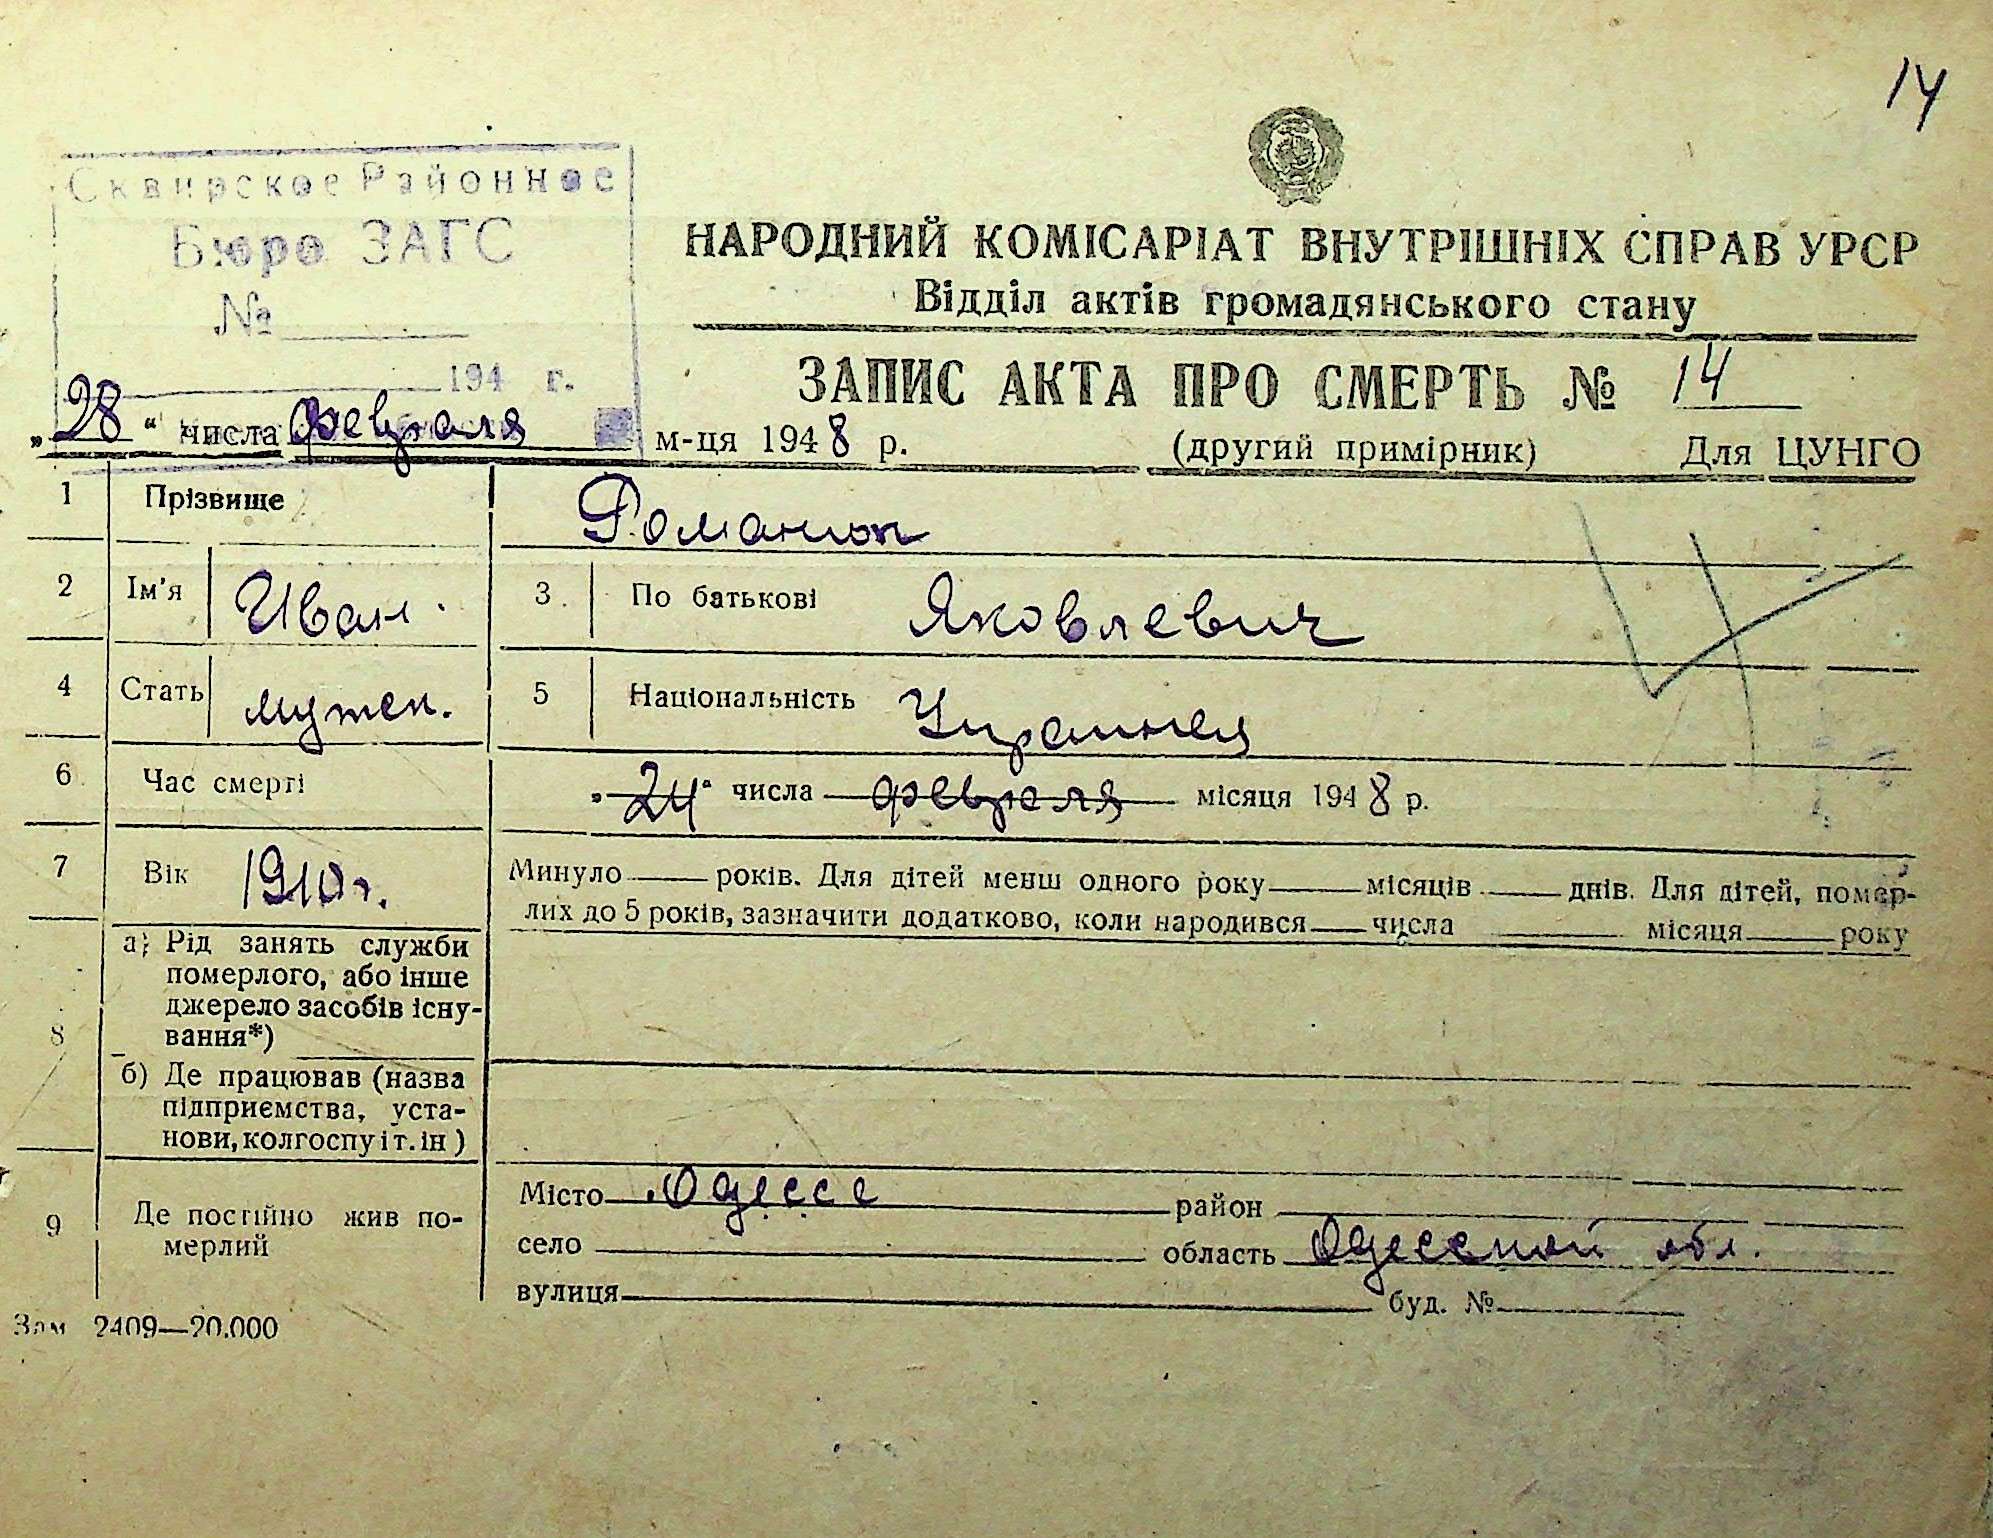 14
Сквирское Районное
Бюро ЗАГС
№
194 г.
НАРОДНИЙ КОМІСАРІАТ ВНУТРІШНІХ СПРАВ УРСР
Відділ актів громадянського стану
ЗАПИС АКТА ПРО СМЕРТЬ № 14
„28“ числа февраля м-ця 1948 р. (другий примірник) Для ЦУНГО
1 Прізвище Романюк
2 Ім'я Иван. 3 По батькові Яковлевич
4 Стать мужск. 5 Національність Украинец
6 Час смерті „24“ числа февраля місяця 1948 р.
7 Вік 1910 г. Минуло років. Для дітей менш одного року місяців днів. Для дітей, помер-
лих до 5 років, зазначити додатково, коли народився числа місяця року
8 а) Рід занять служби
померлого, або інше
джерело засобів існу-
вання*)
б) Де працював (назва
підприємства, уста-
нови, колгоспу і т. ін)
9 Де постійно жив по-
мерлий
Місто Одессе район
село область Одесской обл.
вулиця буд. №
Зам 2409—20.000